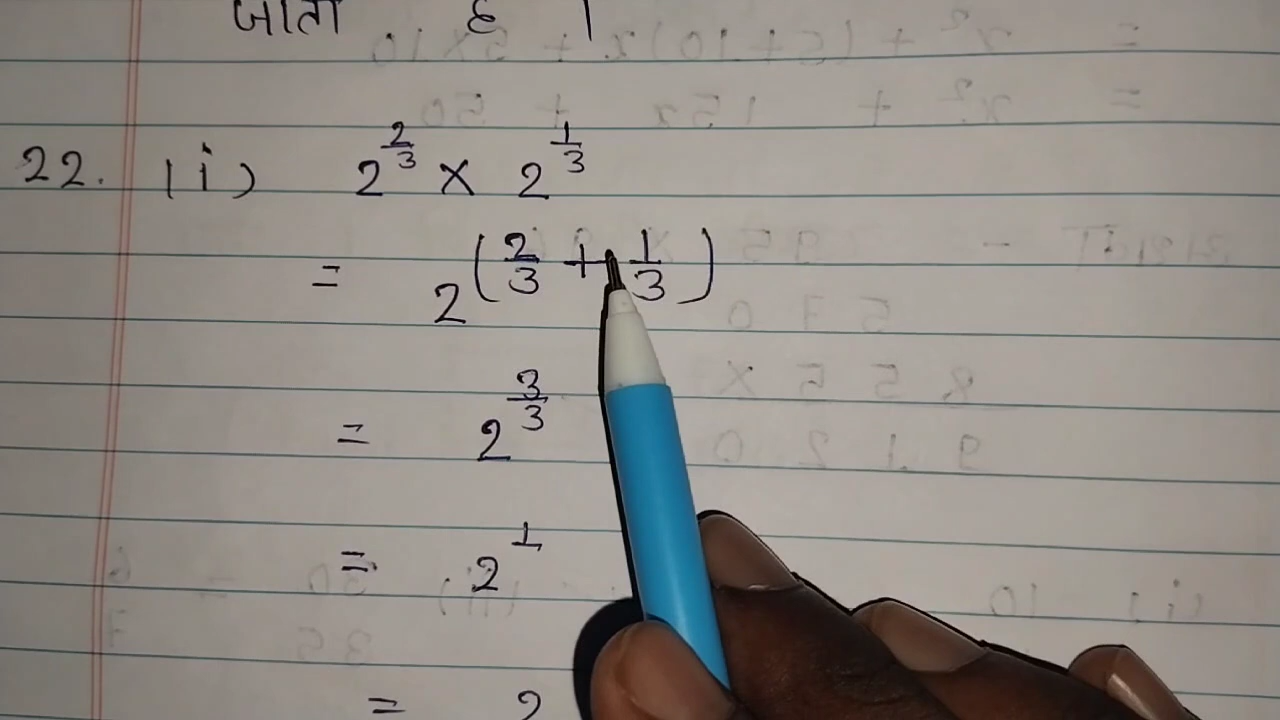 जाता है ।
22. (i) 2^{2/3} × 2^{1/3}
= 2^{(2/3 + 1/3)}
= 2^{3/3}
= 2^1
= 2